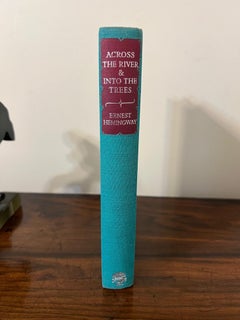 ACROSS
THE RIVER
&
INTO THE
TREES
ERNEST
HEMINGWAY